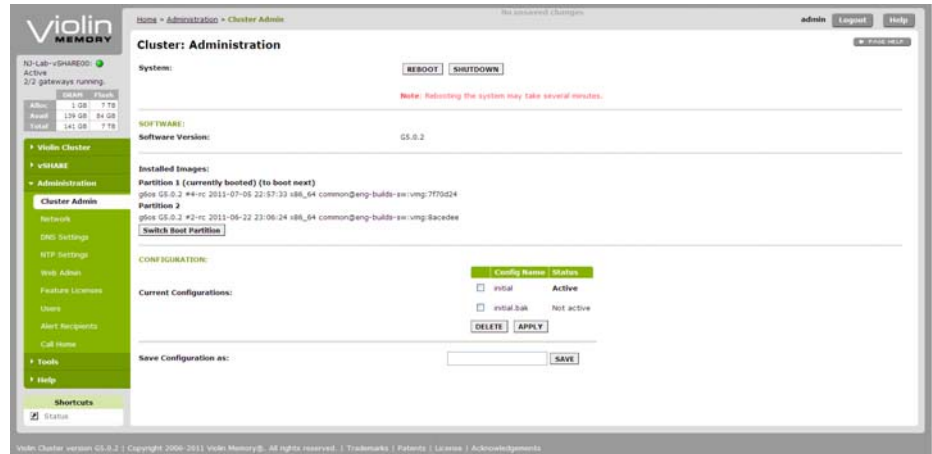 Violin
MEMORY
Home > Administration > Cluster Admin
No unsaved changes
admin Logout Help
Cluster: Administration
PAGE HELP
NJ-Lab-vSHARE00:
Active
2/2 gateways running.
DRAM Flash
Alloc 1 GB 7 TB
Avail 139 GB 84 GB
Total 141 GB 7 TB
Violin Cluster
vSHARE
Administration
Cluster Admin
Network
DNS Settings
NTP Settings
Web Admin
Feature Licenses
Users
Alert Recipients
Call Home
Tools
Help
Shortcuts
Status
System: REBOOT SHUTDOWN
Note: Rebooting the system may take several minutes.
SOFTWARE:
Software Version: G5.0.2
Installed Images:
Partition 1 (currently booted) (to boot next)
g6os G5.0.2 #4-rc 2011-07-06 22:57:33 x86_64 common@eng-builds-sw:vmg:7f70d24
Partition 2
g6os G5.0.2 #2-rc 2011-06-22 23:06:24 x86_64 common@eng-builds-sw:vmg:8acedee
Switch Boot Partition
CONFIGURATION:
Config Name Status
Current Configurations:
initial Active
initial.bak Not active
DELETE APPLY
Save Configuration as: SAVE
Violin Cluster version G5.0.2 | Copyright 2006-2011 Violin Memory®. All rights reserved. | Trademarks | Patents | License | Acknowledgements